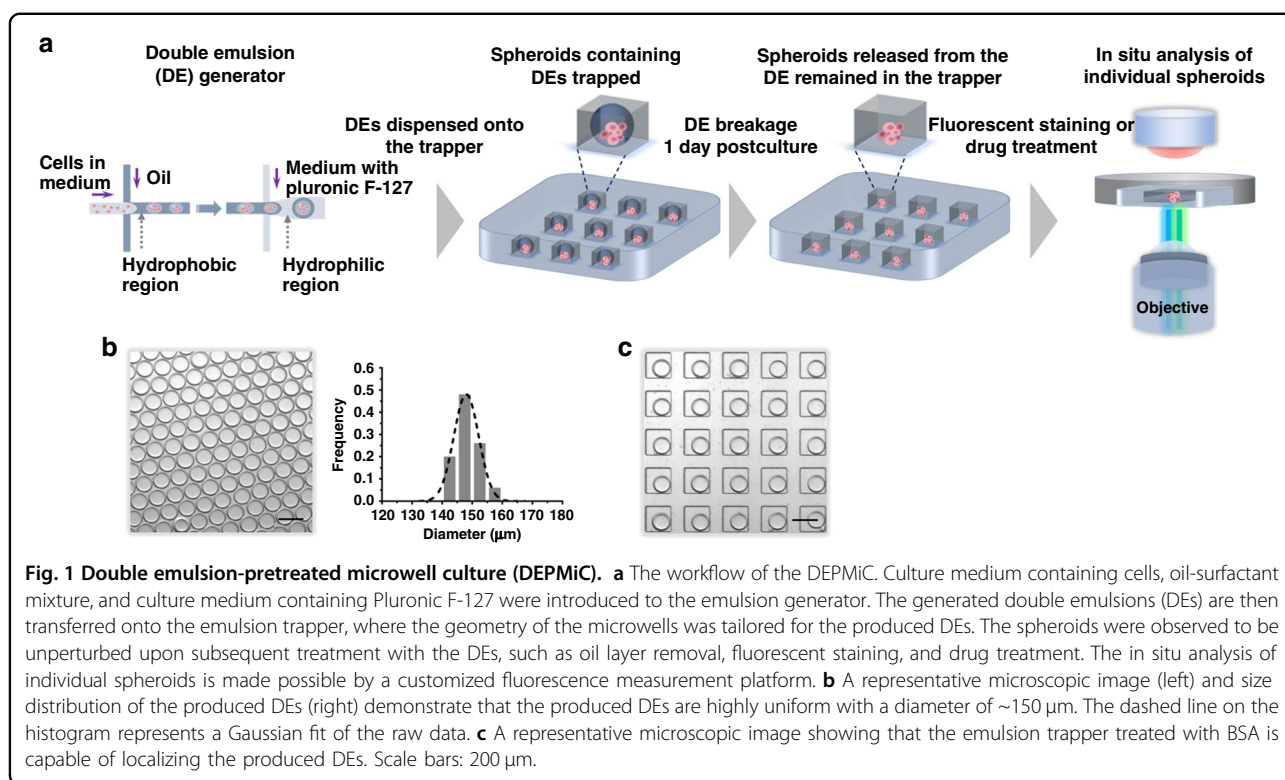 a
Double emulsion
(DE) generator
Spheroids containing
DEs trapped
Spheroids released from the
DE remained in the trapper
In situ analysis of
individual spheroids
DEs dispensed onto
the trapper
DE breakage
1 day postculture
Fluorescent staining or
drug treatment
Cells in
medium
Oil
Medium with
pluronic F-127
Hydrophobic
region
Hydrophilic
region
Objective
b
0.6
0.5
0.4
0.3
0.2
0.1
0.0
Frequency
120 130 140 150 160 170 180
Diameter (μm)
c
Fig. 1 Double emulsion-pretreated microwell culture (DEPMiC). a The workflow of the DEPMiC. Culture medium containing cells, oil-surfactant
mixture, and culture medium containing Pluronic F-127 were introduced to the emulsion generator. The generated double emulsions (DEs) are then
transferred onto the emulsion trapper, where the geometry of the microwells was tailored for the produced DEs. The spheroids were observed to be
unperturbed upon subsequent treatment with the DEs, such as oil layer removal, fluorescent staining, and drug treatment. The in situ analysis of
individual spheroids is made possible by a customized fluorescence measurement platform. b A representative microscopic image (left) and size
distribution of the produced DEs (right) demonstrate that the produced DEs are highly uniform with a diameter of ~150 μm. The dashed line on the
histogram represents a Gaussian fit of the raw data. c A representative microscopic image showing that the emulsion trapper treated with BSA is
capable of localizing the produced DEs. Scale bars: 200 μm.